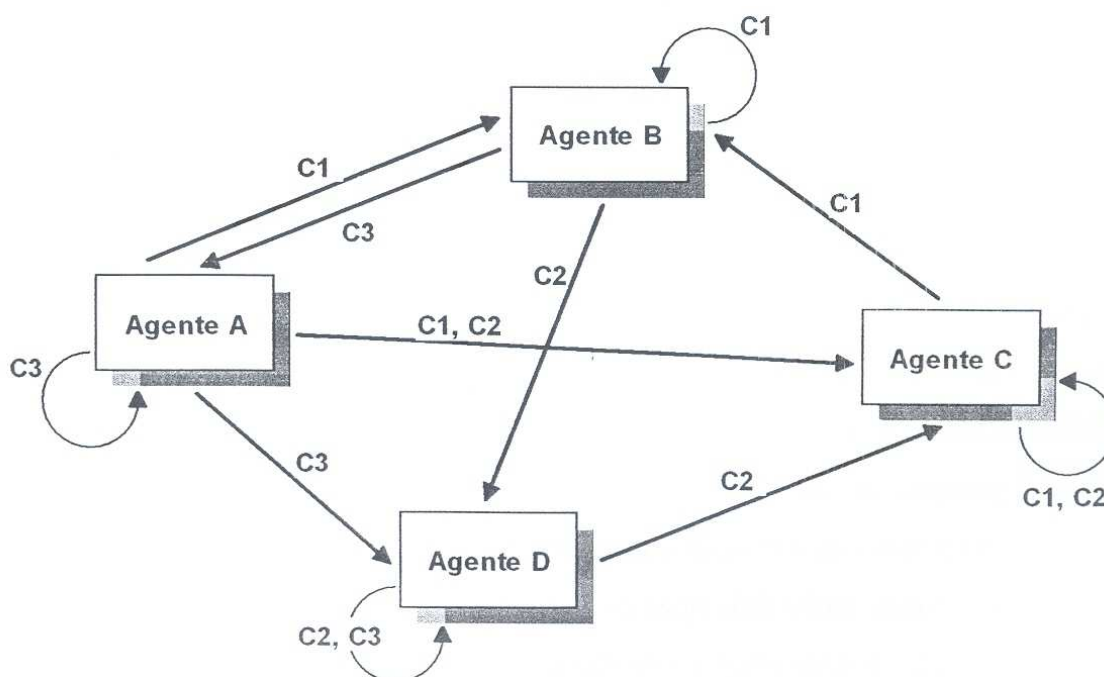 C1
Agente B
C1
C1
C3
C2
Agente A
C1, C2
Agente C
C3
C3
C2
C1, C2
Agente D
C2, C3